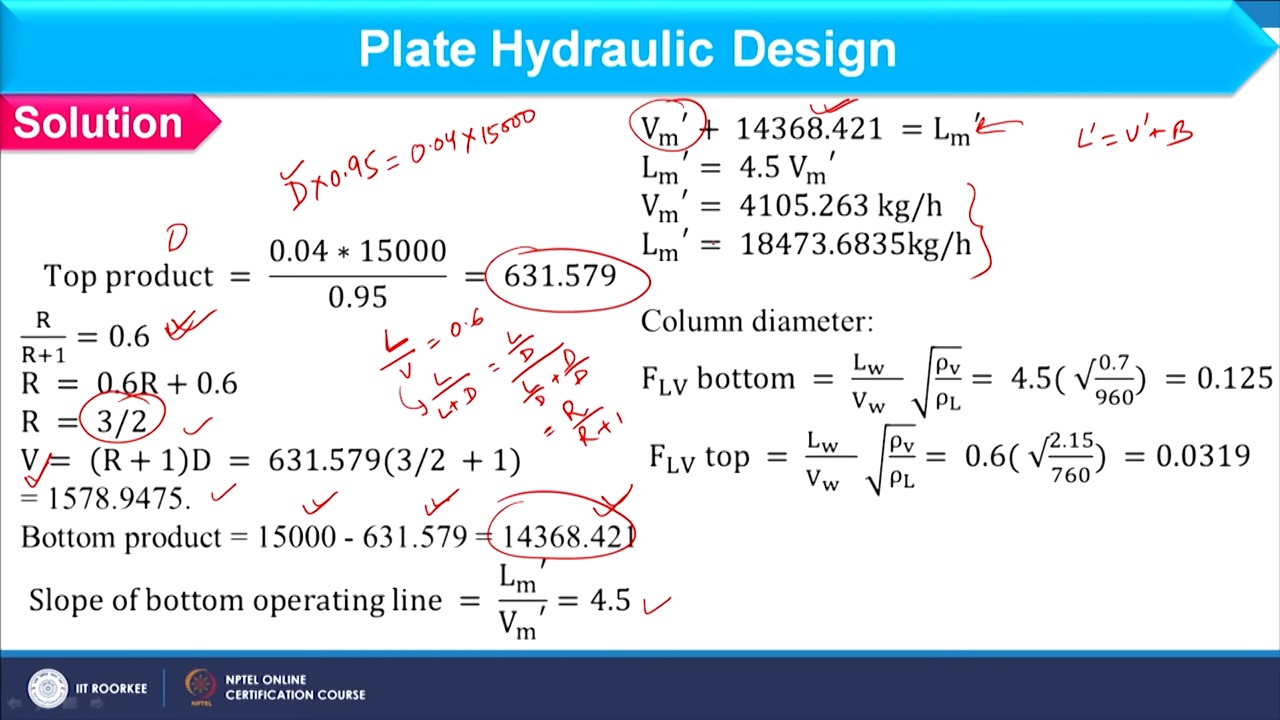 Plate Hydraulic Design
Solution
D × 0.95 = 0.04 × 15000
D
Top product = 0.04 ∗ 15000 / 0.95 = 631.579
R/R+1 = 0.6
R = 0.6R + 0.6
R = 3/2
V = (R + 1)D = 631.579(3/2 + 1)
= 1578.9475.
Bottom product = 15000 - 631.579 = 14368.421
Slope of bottom operating line = Lm′/Vm′ = 4.5
L/V = 0.6
L/L+D = L/D / L/D + D/D
= R/R+1
Vm′ + 14368.421 = Lm′
L' = V' + B
Lm′ = 4.5 Vm′
Vm′ = 4105.263 kg/h
Lm′ = 18473.6835kg/h
Column diameter:
FLV bottom = Lw/Vw √ρv/ρL = 4.5(√0.7/960) = 0.125
FLV top = Lw/Vw √ρv/ρL = 0.6(√2.15/760) = 0.0319
IIT ROORKEE
NPTEL
NPTEL ONLINE
CERTIFICATION COURSE